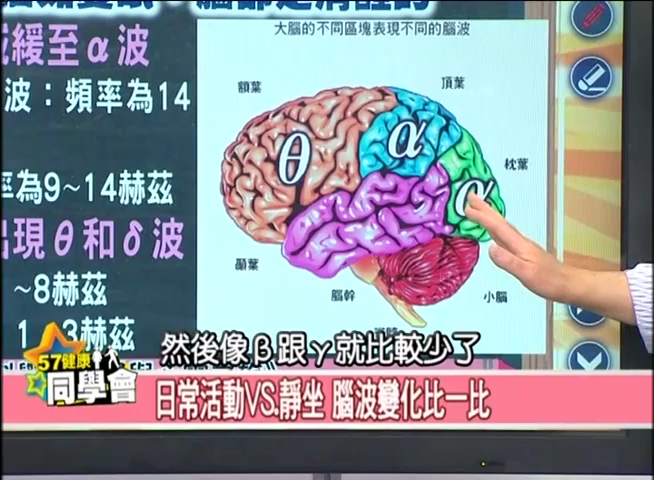 大腦的不同區塊表現不同的腦波
緩至α波
波：頻率為14
為9~14赫茲
現θ和δ波
~8赫茲
3赫茲
額葉
頂葉
枕葉
顳葉
腦幹
小腦
θ
α
α
然後像β跟γ就比較少了
57健康
同學會
日常活動VS.靜坐 腦波變化比一比